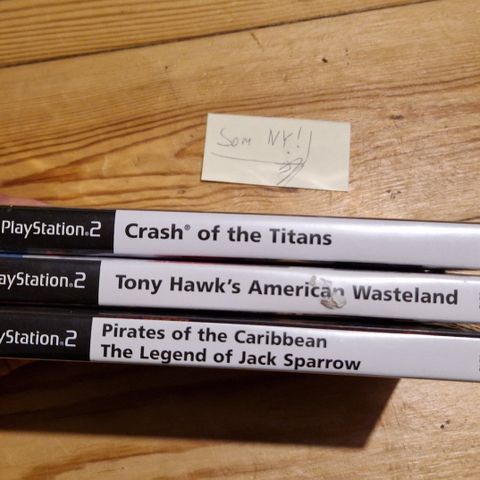 Som NY!
PlayStation.2 Crash® of the Titans
ayStation.2 Tony Hawk's American Wasteland
yStation.2 Pirates of the Caribbean
The Legend of Jack Sparrow